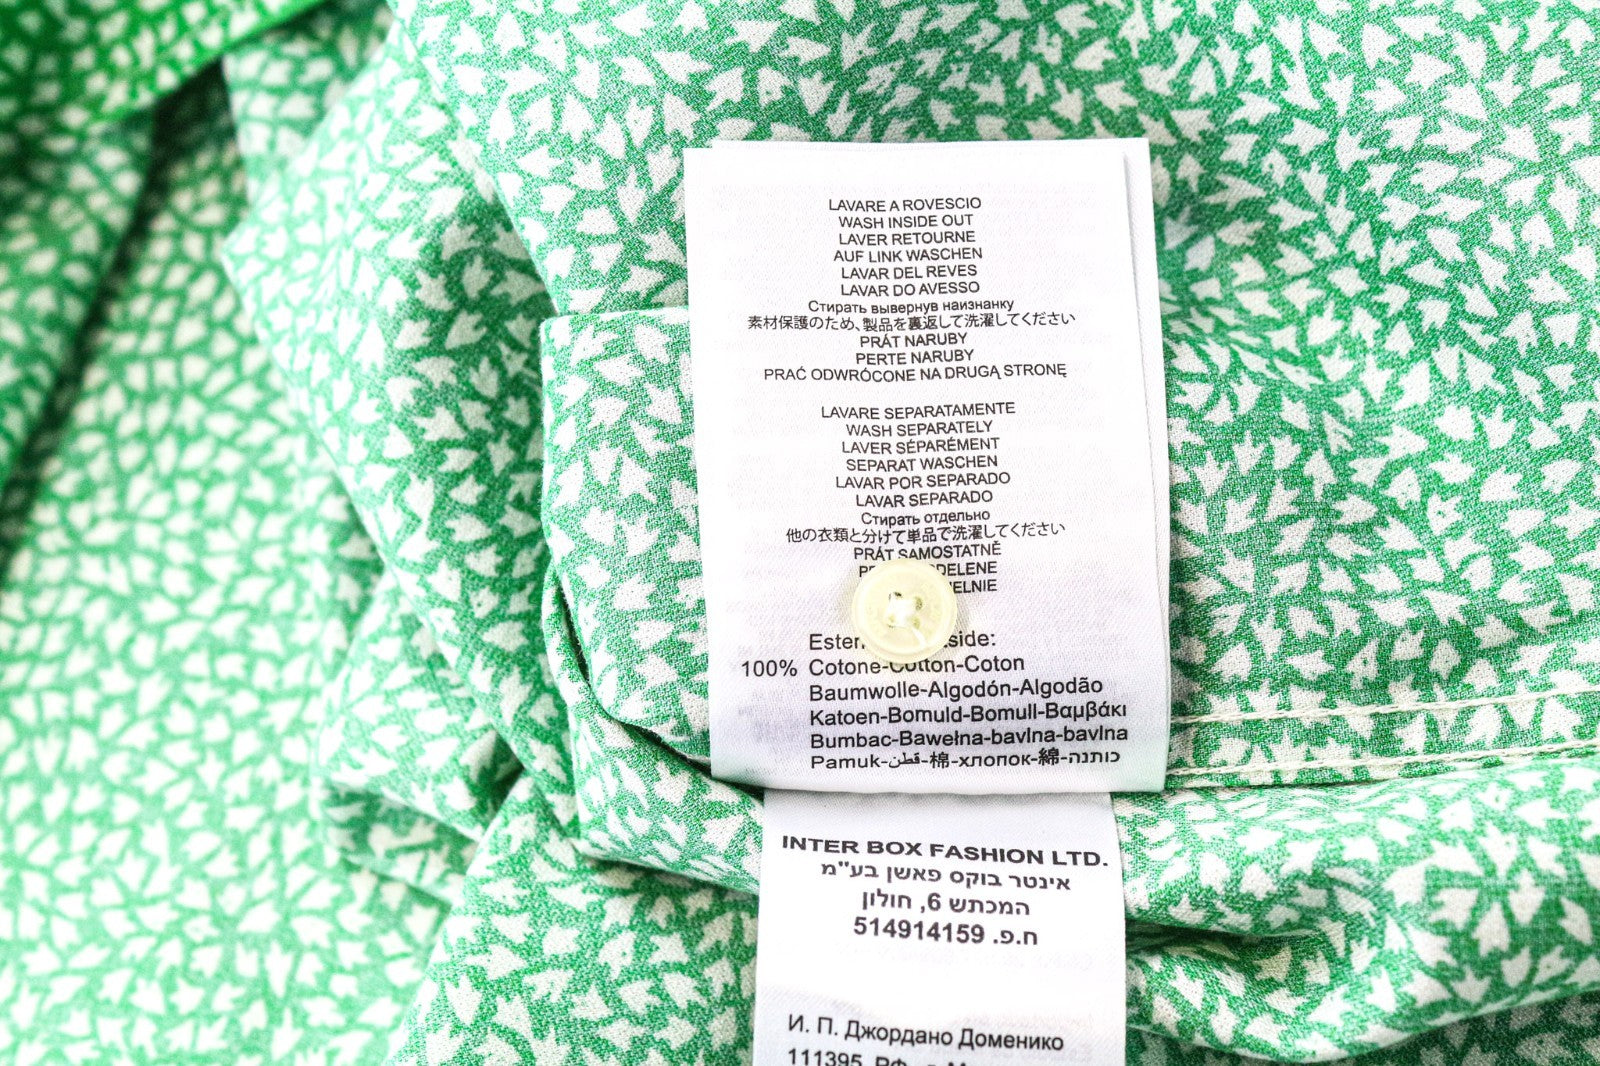 LAVARE A ROVESCIO
WASH INSIDE OUT
LAVER RETOURNE
AUF LINK WASCHEN
LAVAR DEL REVES
LAVAR DO AVESSO
Стирать вывернув наизнанку
素材保護のため、製品を裏返して洗濯してください
PRÁT NARUBY
PERTE NARUBY
PRAĆ ODWRÓCONE NA DRUGĄ STRONĘ
LAVARE SEPARATAMENTE
WASH SEPARATELY
LAVER SÉPARÉMENT
SEPARAT WASCHEN
LAVAR POR SEPARADO
LAVAR SEPARADO
Стирать отдельно
他の衣類と分けて単品で洗濯してください
PRÁT SAMOSTATNĚ
100% Cotone-Cotton-Coton
Baumwolle-Algodón-Algodão
Katoen-Bomuld-Bomull-Βαμβάκι
Bumbac-Bawełna-bavlna-bavlna
Pamuk-قطن-棉-хлопок-綿-כותנה
INTER BOX FASHION LTD.
אינטר בוקס פאשן בע"מ
המכתש 6, חולון
ח.פ. 514914159
И. П. Джордано Доменико
111395